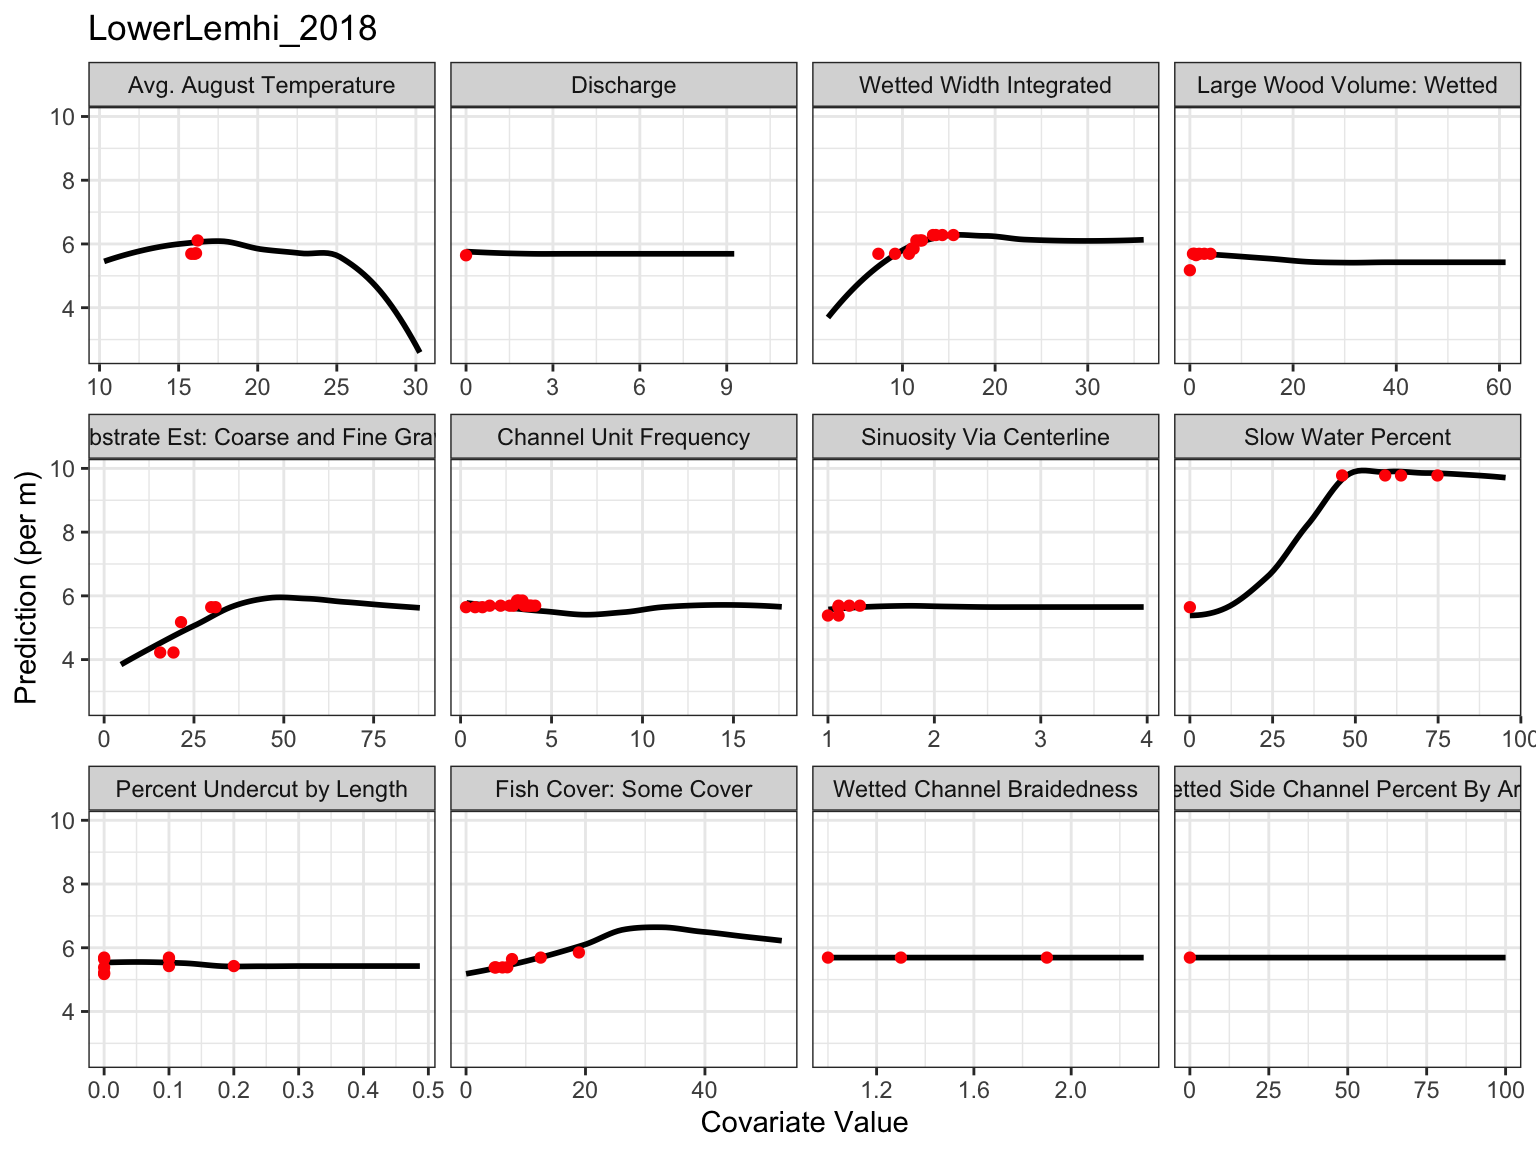 LowerLemhi_2018
Avg. August Temperature
Discharge
Wetted Width Integrated
Large Wood Volume: Wetted
10
8
6
4
10 15 20 25 30
0 3 6 9
10 20 30
0 20 40 60
bstrate Est: Coarse and Fine Grav
Channel Unit Frequency
Sinuosity Via Centerline
Slow Water Percent
10
8
6
4
0 25 50 75
0 5 10 15
1 2 3 4
0 25 50 75 100
Percent Undercut by Length
Fish Cover: Some Cover
Wetted Channel Braidedness
etted Side Channel Percent By Ar
10
8
6
4
0.0 0.1 0.2 0.3 0.4 0.5
0 20 40
1.2 1.6 2.0
0 25 50 75 100
Prediction (per m)
Covariate Value